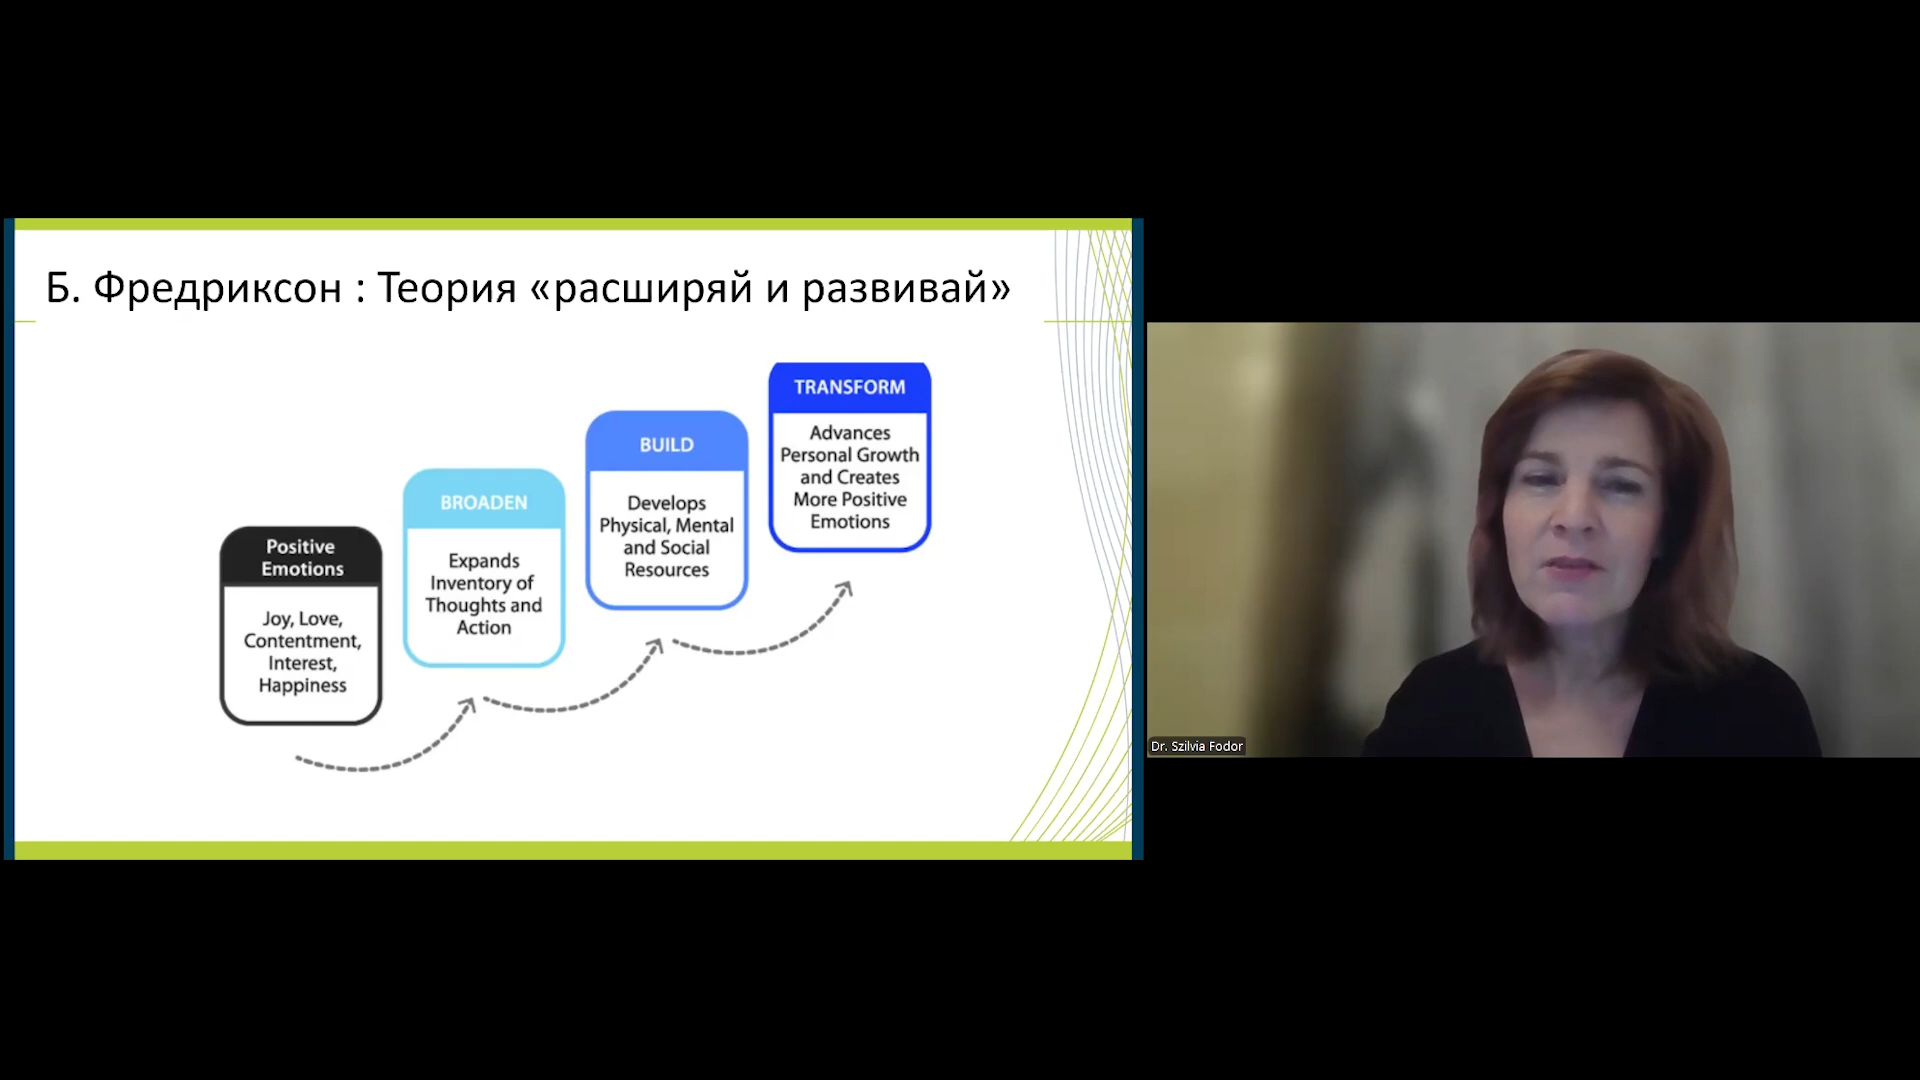 Б. Фредриксон : Теория «расширяй и развивай»
Positive
Emotions
Joy, Love,
Contentment,
Interest,
Happiness
BROADEN
Expands
Inventory of
Thoughts and
Action
BUILD
Develops
Physical, Mental
and Social
Resources
TRANSFORM
Advances
Personal Growth
and Creates
More Positive
Emotions
Dr. Szilvia Fodor